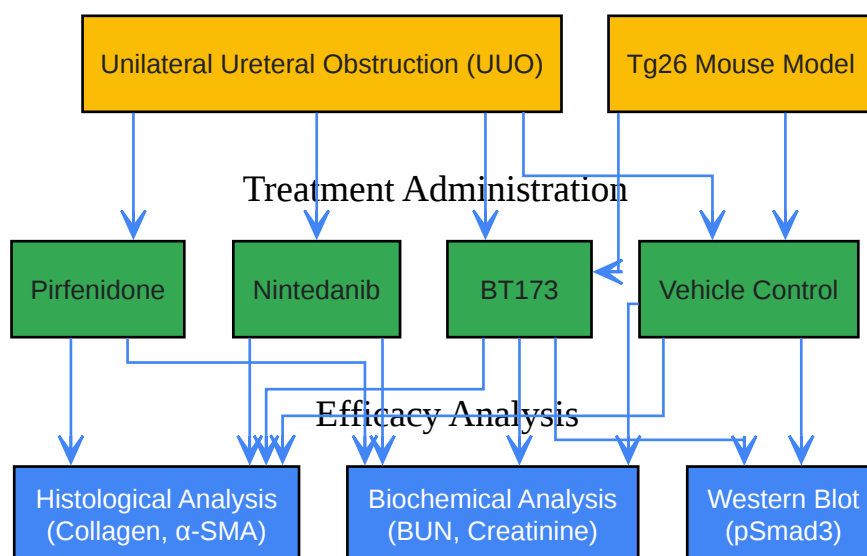 Unilateral Ureteral Obstruction (UUO)
Tg26 Mouse Model
Treatment Administration
Pirfenidone
Nintedanib
BT173
Vehicle Control
Efficacy Analysis
Histological Analysis
(Collagen, α-SMA)
Biochemical Analysis
(BUN, Creatinine)
Western Blot
(pSmad3)